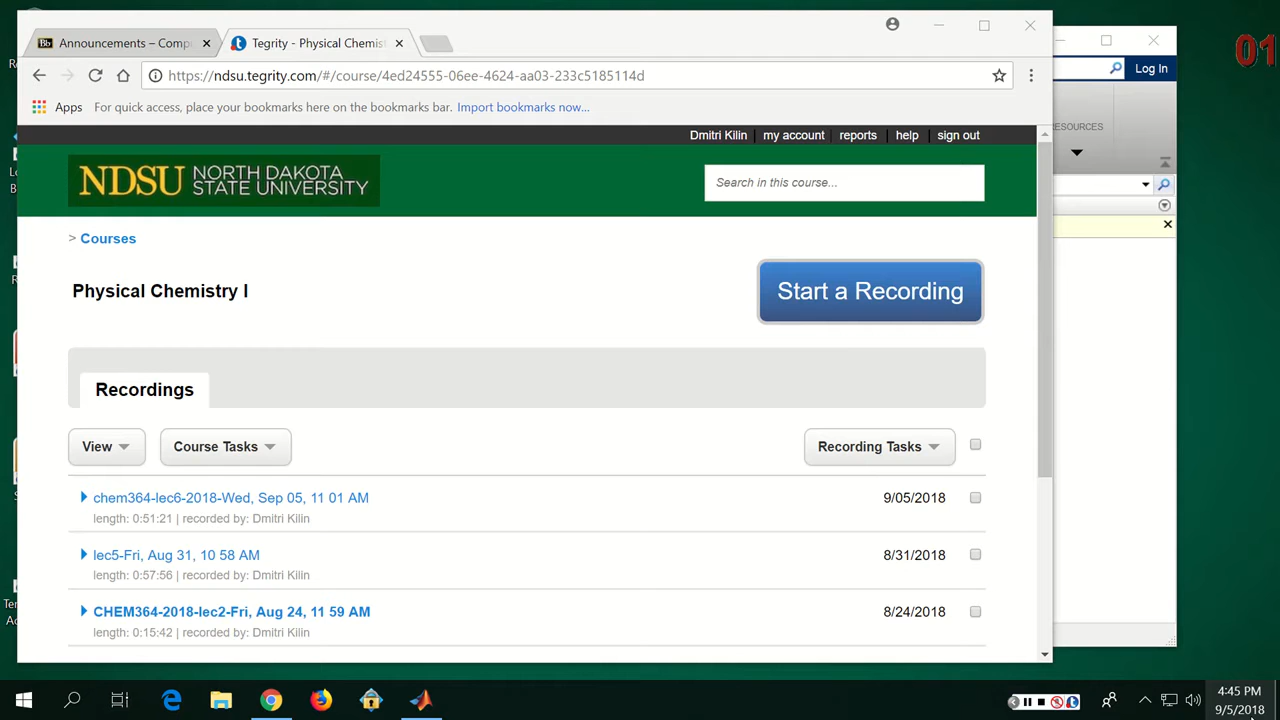 01
Announcements – Comp
Tegrity - Physical Chemist
https://ndsu.tegrity.com/#/course/4ed24555-06ee-4624-aa03-233c5185114d
Log In
Apps For quick access, place your bookmarks here on the bookmarks bar. Import bookmarks now...
RESOURCES
Dmitri Kilin my account reports help sign out
NDSU NORTH DAKOTA
STATE UNIVERSITY
Search in this course...
> Courses
Physical Chemistry I
Start a Recording
Recordings
View Course Tasks Recording Tasks
chem364-lec6-2018-Wed, Sep 05, 11 01 AM 9/05/2018
length: 0:51:21 | recorded by: Dmitri Kilin
lec5-Fri, Aug 31, 10 58 AM 8/31/2018
length: 0:57:56 | recorded by: Dmitri Kilin
CHEM364-2018-lec2-Fri, Aug 24, 11 59 AM 8/24/2018
length: 0:15:42 | recorded by: Dmitri Kilin
4:45 PM
9/5/2018